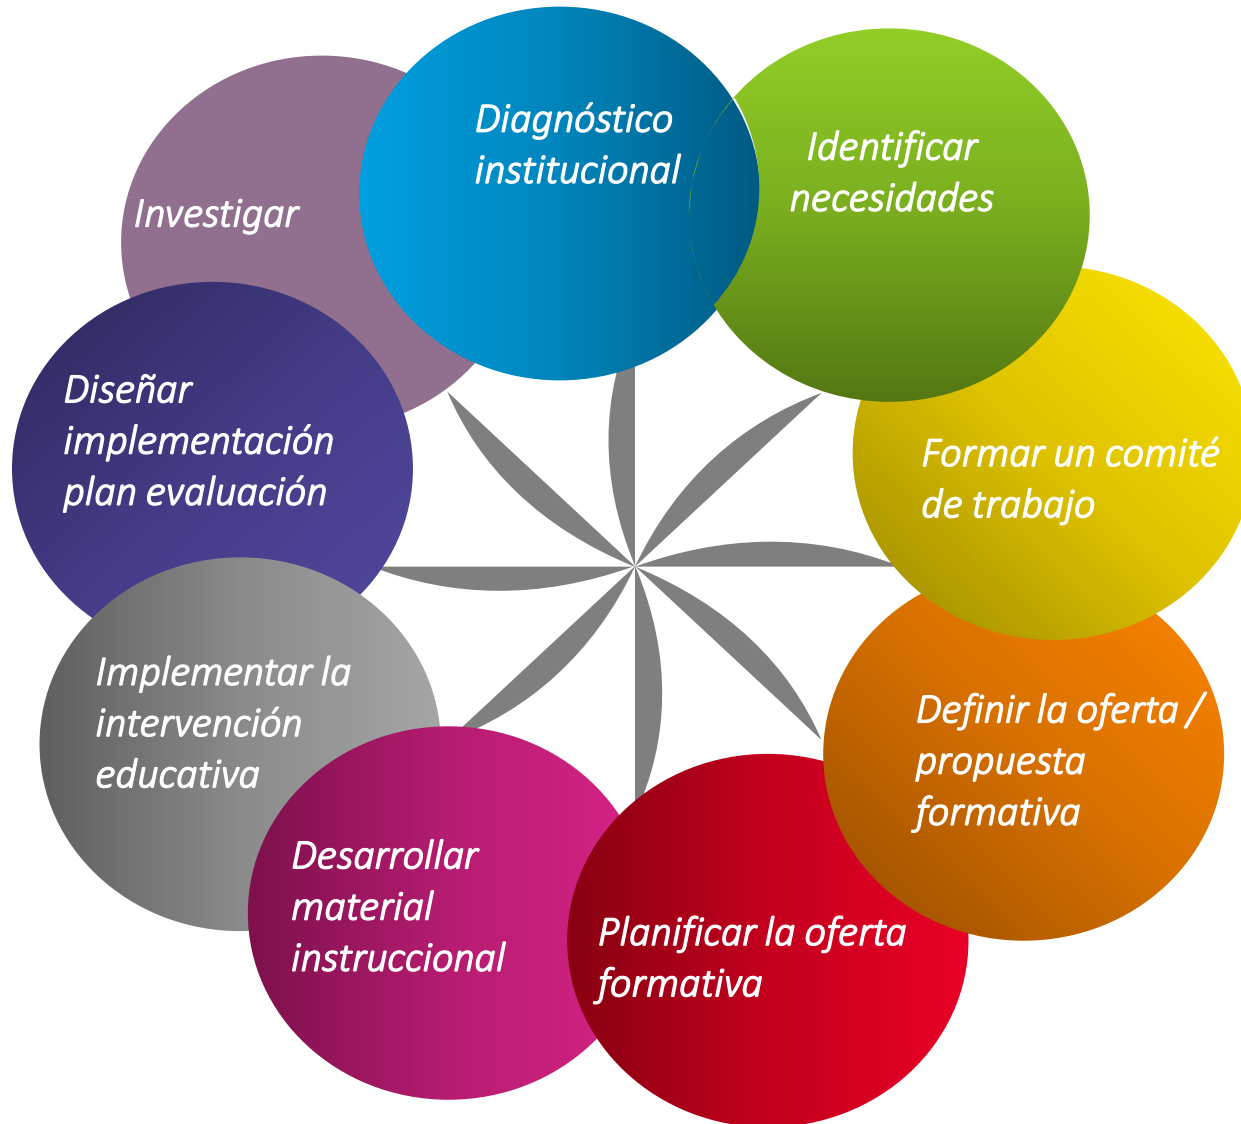 Diagnóstico
institucional
Identificar
necesidades
Formar un comité
de trabajo
Definir la oferta /
propuesta
formativa
Planificar la oferta
formativa
Desarrollar
material
instruccional
Implementar la
intervención
educativa
Diseñar
implementación
plan evaluación
Investigar